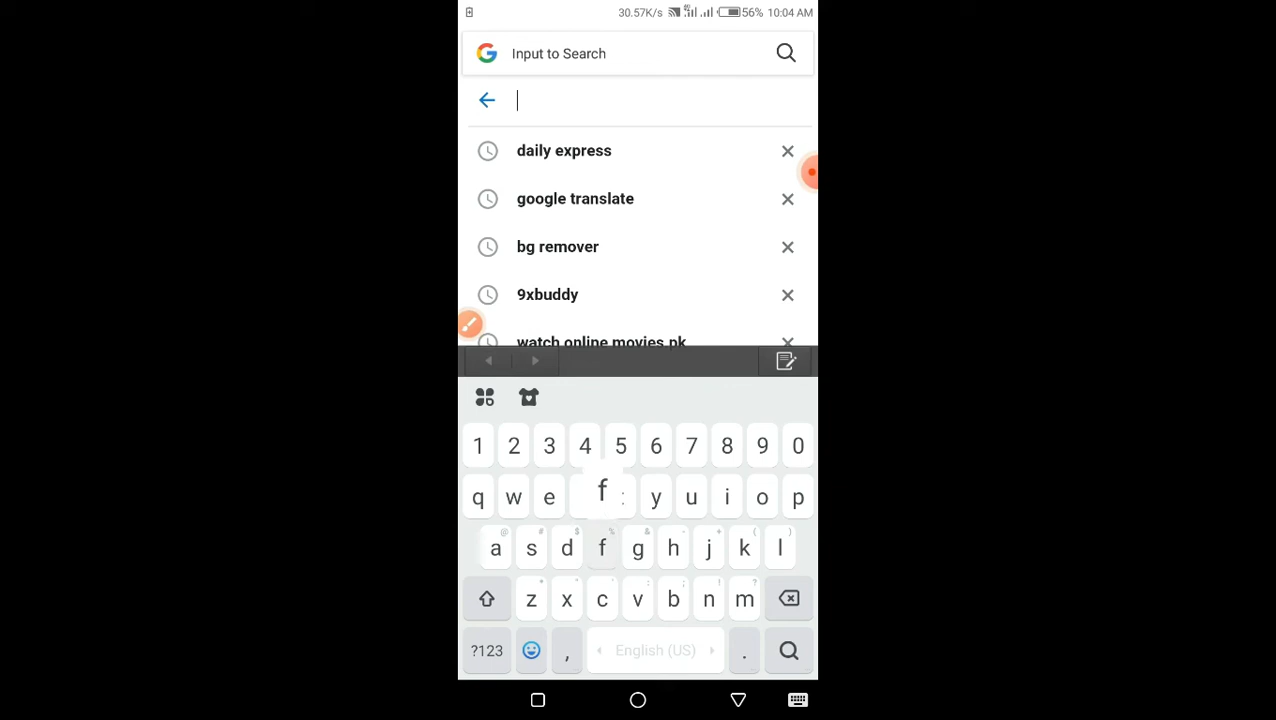 30.57K/s 4G 56% 10:04 AM
G Input to Search
daily express
google translate
bg remover
9xbuddy
watch online movies.pk
1 2 3 4 5 6 7 8 9 0
q w e f : y u i o p
@ # $ % & - + ( )
a s d f g h j k l
* " ' : ; ! ?
z x c v b n m
?123 , English (US) .